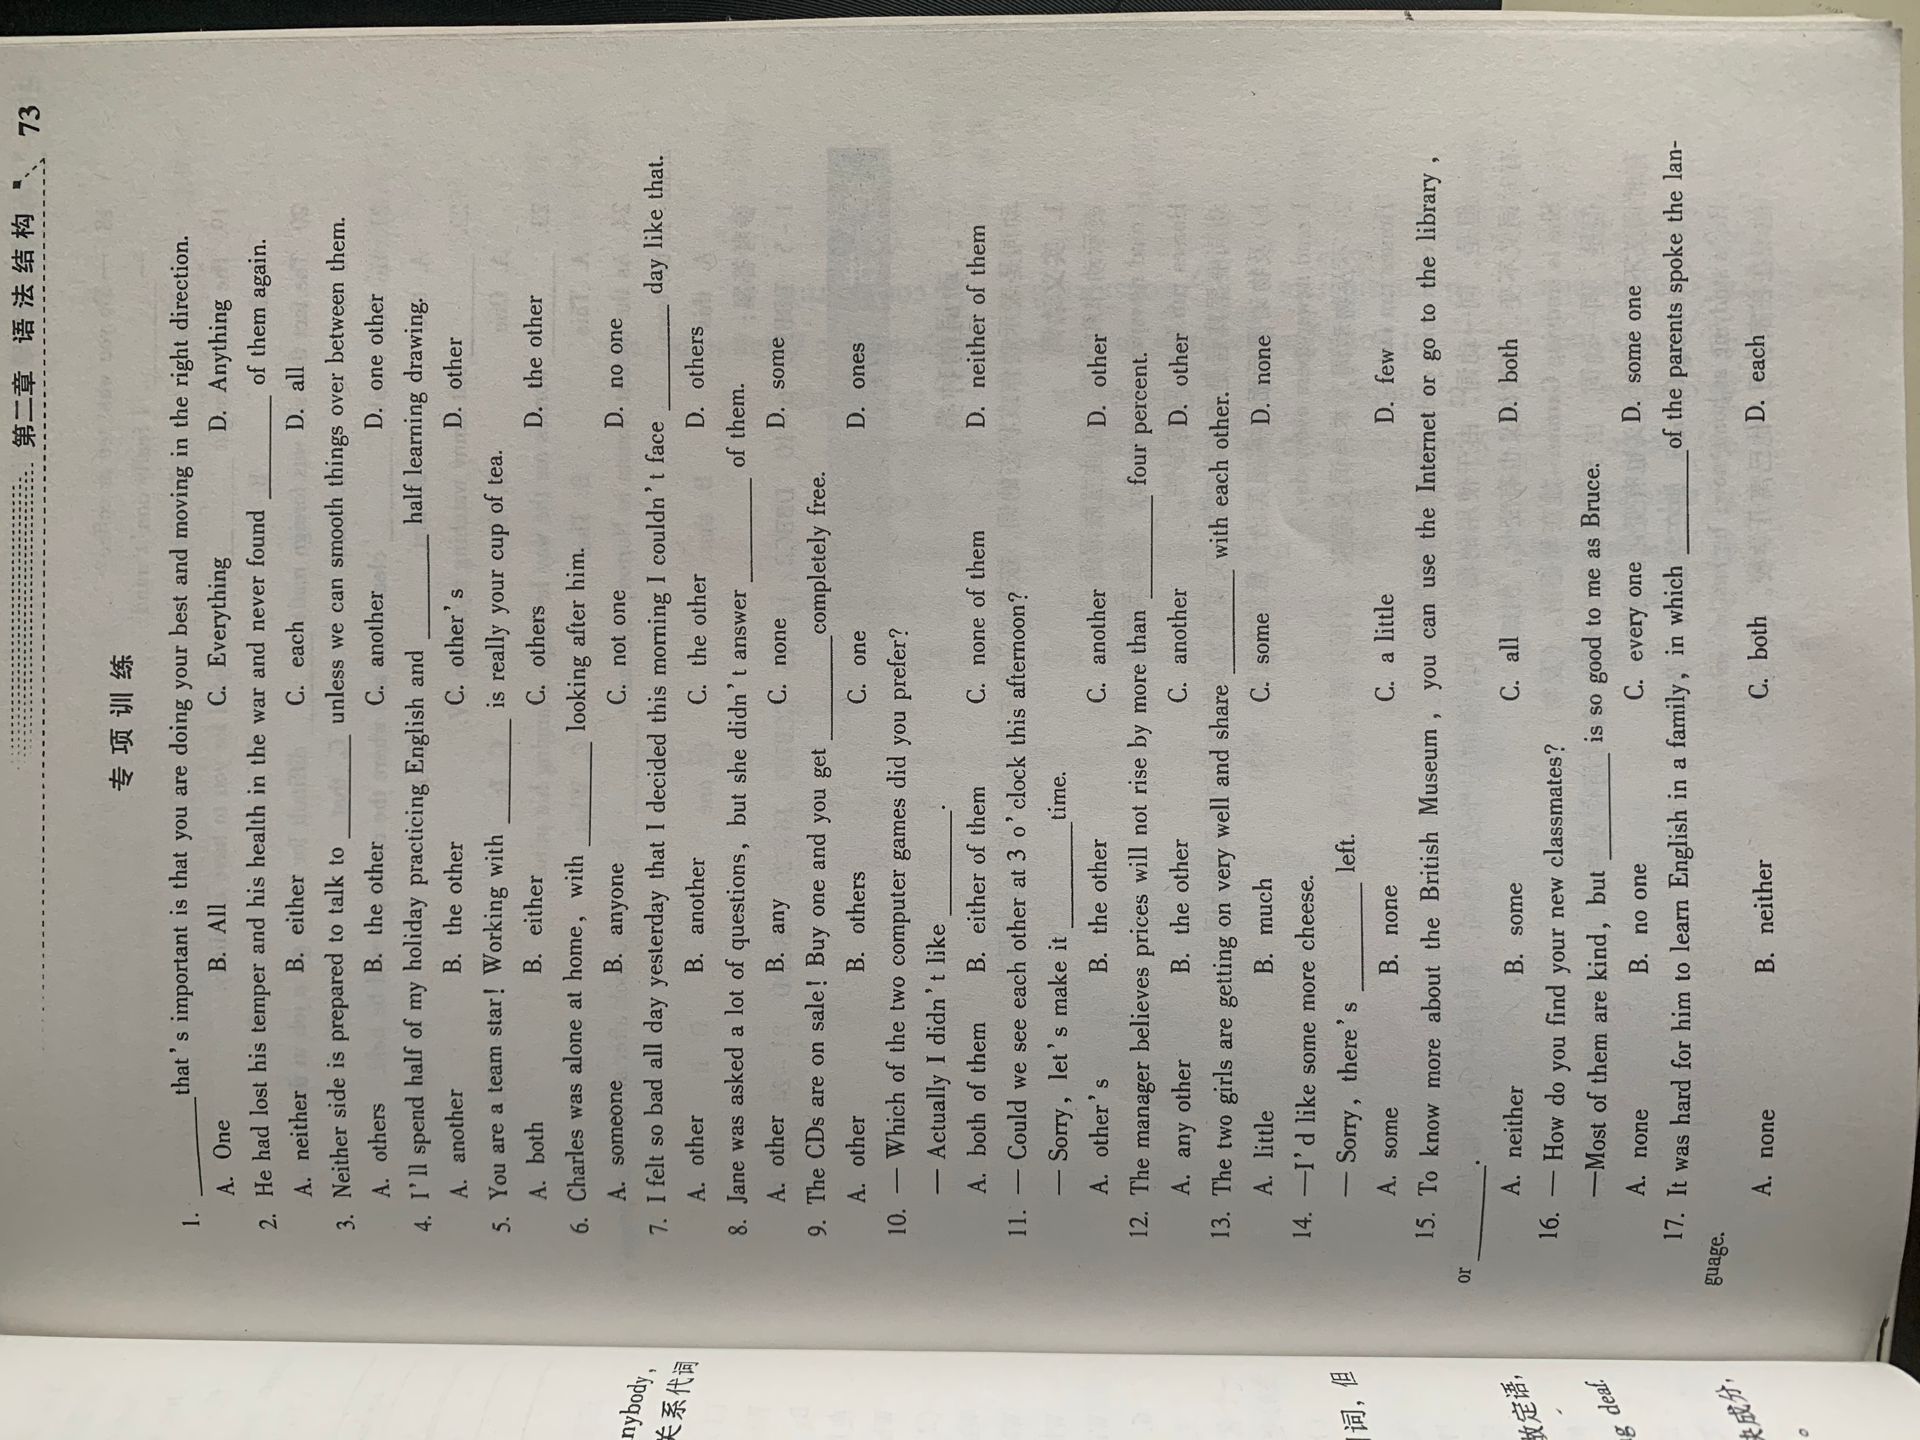 第二章 语法结构 73
专项训练
1. ________that's important is that you are doing your best and moving in the right direction.
A. One B. All C. Everything D. Anything
2. He had lost his temper and his health in the war and never found ________ of them again.
A. neither B. either C. each D. all
3. Neither side is prepared to talk to ________ unless we can smooth things over between them.
A. others B. the other C. another D. one other
4. I'll spend half of my holiday practicing English and ________ half learning drawing.
A. another B. the other C. other's D. other
5. You are a team star! Working with ________ is really your cup of tea.
A. both B. either C. others D. the other
6. Charles was alone at home, with ________ looking after him.
A. someone B. anyone C. not one D. no one
7. I felt so bad all day yesterday that I decided this morning I couldn't face ________ day like that.
A. other B. another C. the other D. others
8. Jane was asked a lot of questions, but she didn't answer ________ of them.
A. other B. any C. none D. some
9. The CDs are on sale! Buy one and you get ________completely free.
A. other B. others C. one D. ones
10. — Which of the two computer games did you prefer?
— Actually I didn't like ________.
A. both of them B. either of them C. none of them D. neither of them
11. — Could we see each other at 3 o'clock this afternoon?
— Sorry, let's make it ________time.
A. other's B. the other C. another D. other
12. The manager believes prices will not rise by more than ________ four percent.
A. any other B. the other C. another D. other
13. The two girls are getting on very well and share ________ with each other.
A. little B. much C. some D. none
14. —I'd like some more cheese.
— Sorry, there's ________ left.
A. some B. none C. a little D. few
15. To know more about the British Museum, you can use the Internet or go to the library,
or ________.
A. neither B. some C. all D. both
16. — How do you find your new classmates?
—Most of them are kind, but ________ is so good to me as Bruce.
A. none B. no one C. every one D. some one
17. It was hard for him to learn English in a family, in which ________of the parents spoke the lan-
guage.
A. none B. neither C. both D. each
nybody,
关系代词
词, 但
做定语,
deaf.
成分,